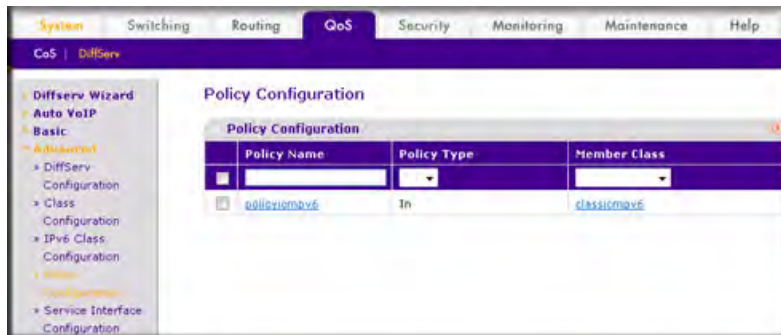 System Switching Routing QoS Security Monitoring Maintenance Help
CoS | DiffServ
Diffserv Wizard
Auto VoIP
Basic
Advanced
» DiffServ
Configuration
» Class
Configuration
» IPv6 Class
Configuration
» Policy
Configuration
» Service Interface
Configuration
Policy Configuration
Policy Configuration
Policy Name Policy Type Member Class
policyicmpv6 In classicmpv6